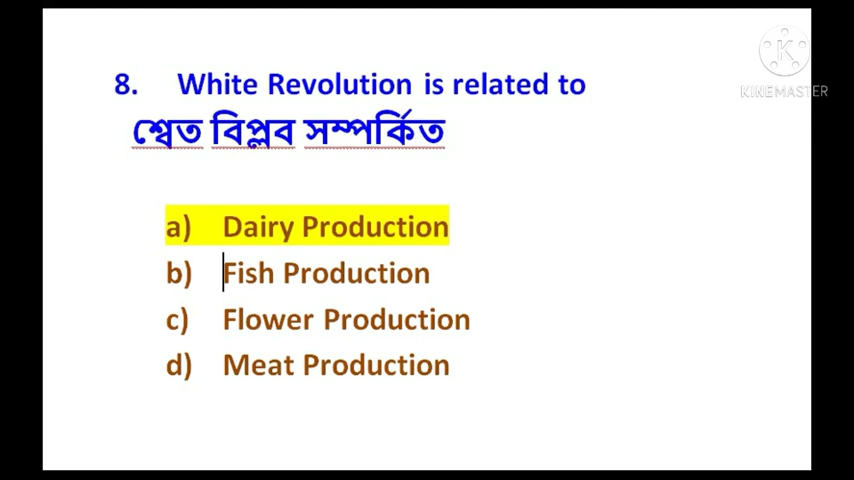 8. White Revolution is related to
শ্বেত বিপ্লব সম্পর্কিত
a) Dairy Production
b) Fish Production
c) Flower Production
d) Meat Production
KINEMASTER